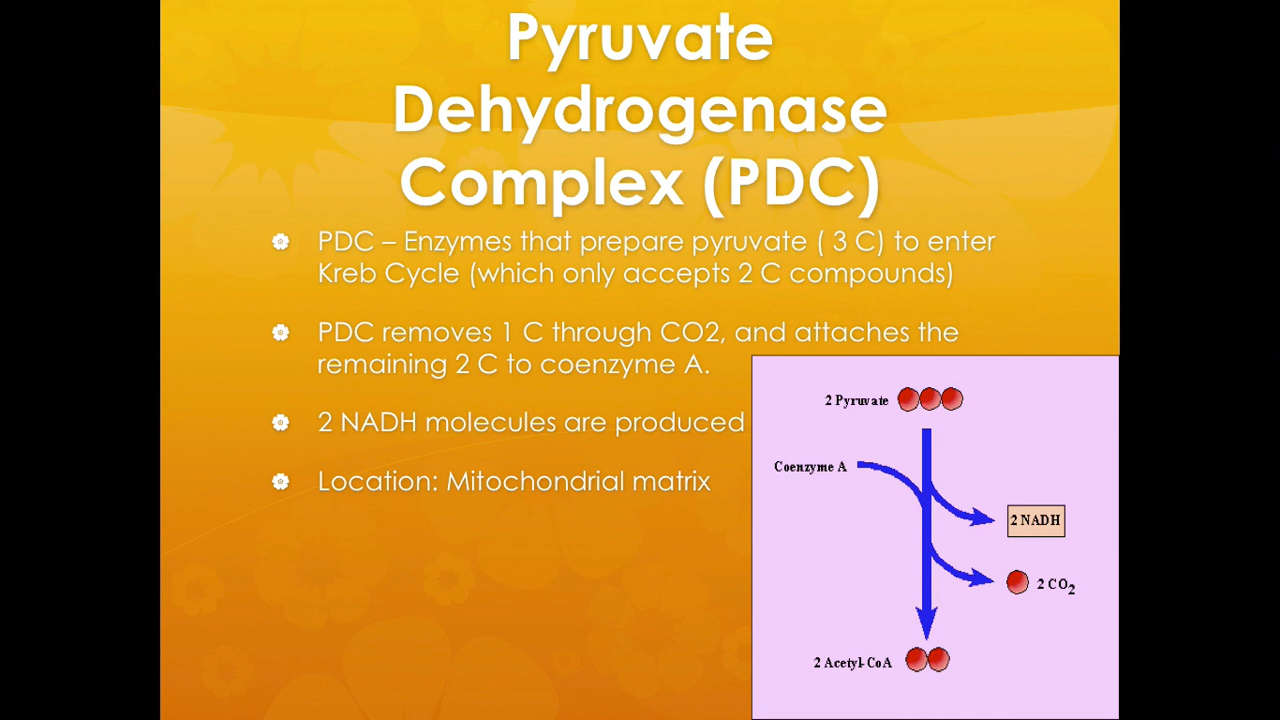 Pyruvate
Dehydrogenase
Complex (PDC)
PDC – Enzymes that prepare pyruvate ( 3 C) to enter
Kreb Cycle (which only accepts 2 C compounds)
PDC removes 1 C through CO2, and attaches the
remaining 2 C to coenzyme A.
2 NADH molecules are produced
Location: Mitochondrial matrix
2 Pyruvate
Coenzyme A
2 NADH
2 CO2
2 Acetyl-CoA